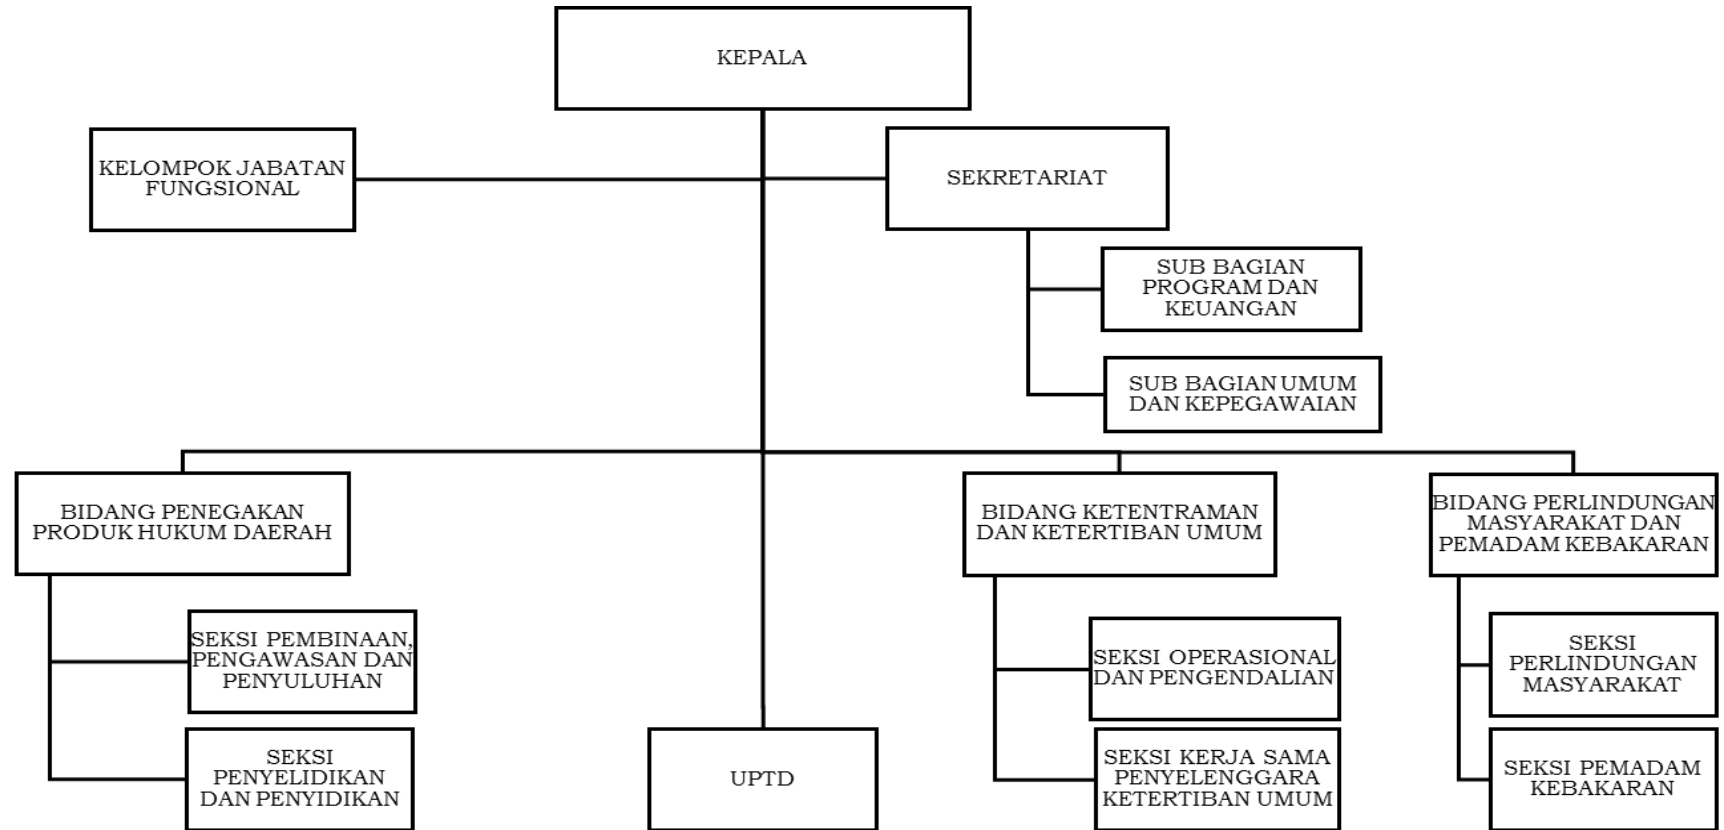 KEPALA
KELOMPOK JABATAN
FUNGSIONAL
SEKRETARIAT
SUB BAGIAN
PROGRAM DAN
KEUANGAN
SUB BAGIAN UMUM
DAN KEPEGAWAIAN
BIDANG PENEGAKAN
PRODUK HUKUM DAERAH
BIDANG KETENTRAMAN
DAN KETERTIBAN UMUM
BIDANG PERLINDUNGAN
MASYARAKAT DAN
PEMADAM KEBAKARAN
SEKSI PEMBINAAN,
PENGAWASAN DAN
PENYULUHAN
SEKSI OPERASIONAL
DAN PENGENDALIAN
SEKSI
PERLINDUNGAN
MASYARAKAT
SEKSI
PENYELIDIKAN
DAN PENYIDIKAN
UPTD
SEKSI KERJA SAMA
PENYELENGGARA
KETERTIBAN UMUM
SEKSI PEMADAM
KEBAKARAN